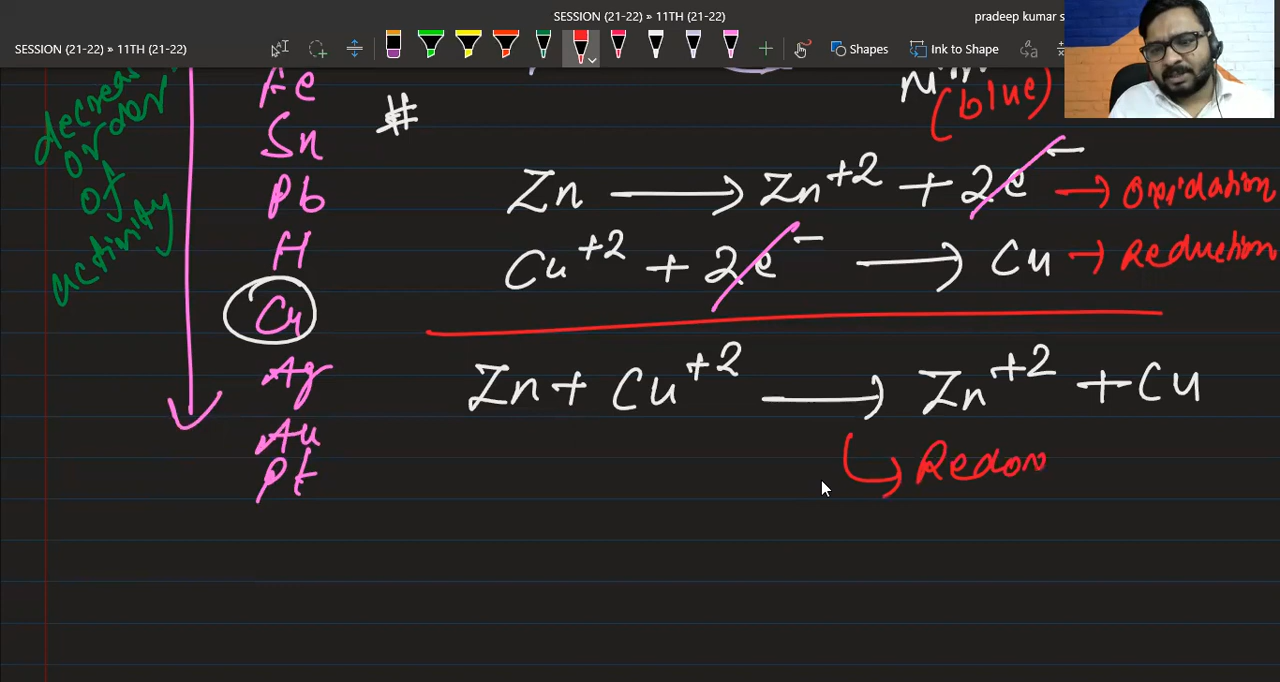 SESSION (21-22) » 11TH (21-22)
pradeep kumar s
SESSION (21-22) » 11TH (21-22)
Shapes
Ink to Shape
decreas
order
of
activity
Fe
Sn
Pb
H
Cu
Ag
Au
Pt
#
(blue)
Zn ⟶ Zn+2 + 2e- → Oxidation
Cu+2 + 2e- ⟶ Cu → Reduction
Zn + Cu+2 ⟶ Zn+2 + Cu
↳ Redox